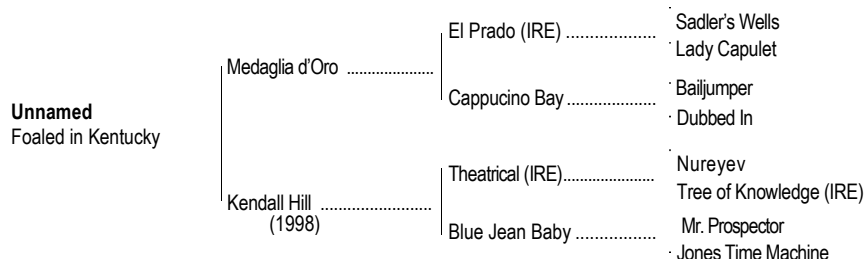 Unnamed
Foaled in Kentucky
Medaglia d'Oro ......................
Kendall Hill ..........................
(1998)
El Prado (IRE) ....................
Cappucino Bay ....................
Theatrical (IRE).......................
Blue Jean Baby ..................
Sadler's Wells
Lady Capulet
Bailjumper
Dubbed In
Nureyev
Tree of Knowledge (IRE)
Mr. Prospector
Jones Time Machine